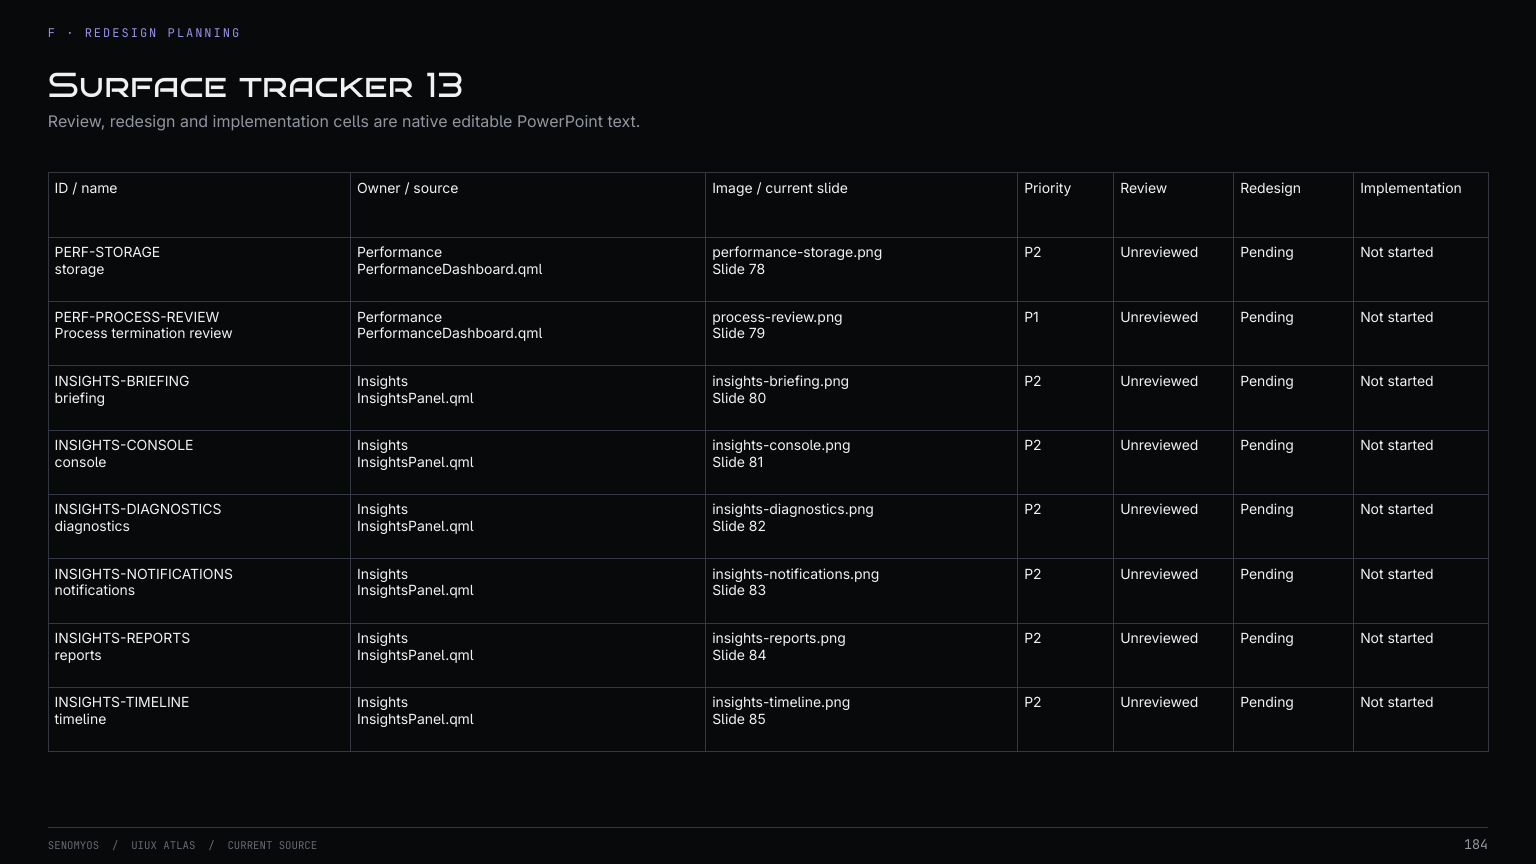 F · REDESIGN PLANNING
Surface tracker 13
Review, redesign and implementation cells are native editable PowerPoint text.
ID / name Owner / source Image / current slide Priority Review Redesign Implementation
PERF-STORAGE Performance performance-storage.png P2 Unreviewed Pending Not started
storage PerformanceDashboard.qml Slide 78
PERF-PROCESS-REVIEW Performance process-review.png P1 Unreviewed Pending Not started
Process termination review PerformanceDashboard.qml Slide 79
INSIGHTS-BRIEFING Insights insights-briefing.png P2 Unreviewed Pending Not started
briefing InsightsPanel.qml Slide 80
INSIGHTS-CONSOLE Insights insights-console.png P2 Unreviewed Pending Not started
console InsightsPanel.qml Slide 81
INSIGHTS-DIAGNOSTICS Insights insights-diagnostics.png P2 Unreviewed Pending Not started
diagnostics InsightsPanel.qml Slide 82
INSIGHTS-NOTIFICATIONS Insights insights-notifications.png P2 Unreviewed Pending Not started
notifications InsightsPanel.qml Slide 83
INSIGHTS-REPORTS Insights insights-reports.png P2 Unreviewed Pending Not started
reports InsightsPanel.qml Slide 84
INSIGHTS-TIMELINE Insights insights-timeline.png P2 Unreviewed Pending Not started
timeline InsightsPanel.qml Slide 85
SENOMYOS / UIUX ATLAS / CURRENT SOURCE 184